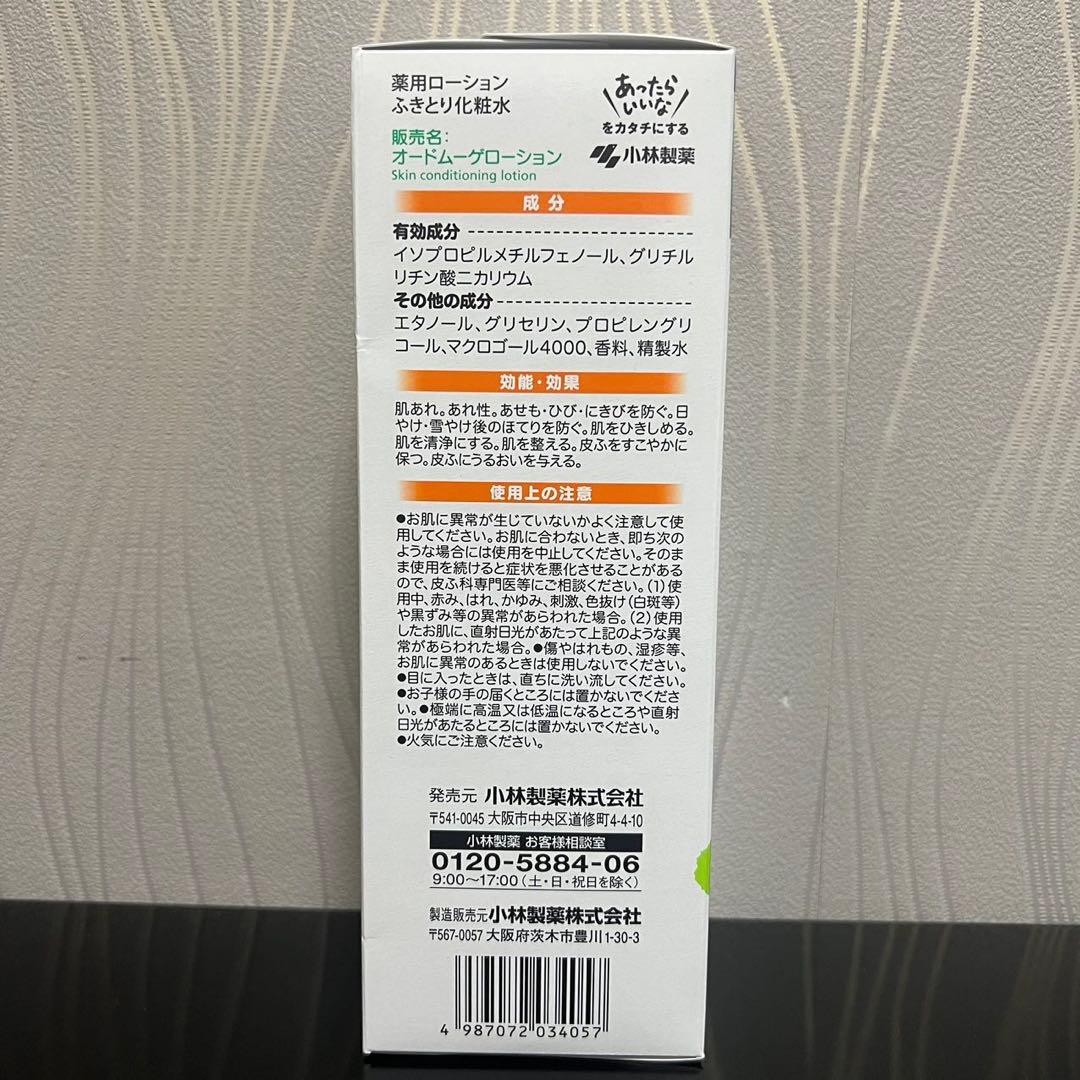 薬用ローション
ふきとり化粧水
あったら
いいな
をカタチにする
小林製薬
販売名:
オードムーゲローション
Skin conditioning lotion
成分
有効成分
イソプロピルメチルフェノール、グリチル
リチン酸二カリウム
その他の成分
エタノール、グリセリン、プロピレングリ
コール、マクロゴール4000、香料、精製水
効能・効果
肌あれ。あれ性。あせも・ひび・にきびを防ぐ。日
やけ・雪やけ後のほてりを防ぐ。肌をひきしめる。
肌を清浄にする。肌を整える。皮ふをすこやかに
保つ。皮ふにうるおいを与える。
使用上の注意
●お肌に異常が生じていないかよく注意して使
用してください。お肌に合わないとき、即ち次の
ような場合には使用を中止してください。そのま
ま使用を続けると症状を悪化させることがある
ので、皮ふ科専門医等にご相談ください。(1)使
用中、赤み、はれ、かゆみ、刺激、色抜け(白斑等)
や黒ずみ等の異常があらわれた場合。(2)使用
したお肌に、直射日光があたって上記のような異
常があらわれた場合。●傷やはれもの、湿疹等、
お肌に異常のあるときは使用しないでください。
●目に入ったときは、直ちに洗い流してください。
●お子様の手の届くところには置かないでくださ
い。●極端に高温又は低温になるところや直射
日光があたるところには置かないでください。
●火気にご注意ください。
発売元 小林製薬株式会社
〒541-0045 大阪市中央区道修町4-4-10
小林製薬 お客様相談室
0120-5884-06
9:00〜17:00(土・日・祝日を除く)
製造販売元小林製薬株式会社
〒567-0057 大阪府茨木市豊川1-30-3
4 987072 034057